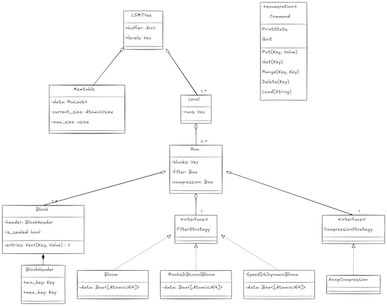 LSMTree
+buffer: Arc?
+levels: Vec
«enumeration»
Command
PrintStats
Quit
Put(Key, Value)
Get(Key)
Range(Key, Key)
Delete(Key)
Load(String)
Memtable
-data: RwLock?
-current_size: AtomicUsize
-max_size: usize
Level
-runs: Vec
Run
-blocks: Vec
-filter: Box
-compression: Box
Block
-header: BlockHeader
-is_sealed: bool
-entries: Vec<(Key, Value)>
«interface»
FilterStrategy
«interface»
CompressionStrategy
BlockHeader
+min_key: Key
+max_key: Key
Bloom
-data: Box<[AtomicU64]>
RocksDBLocalBloom
-data: Box<[AtomicU64]>
SpeedDbDynamicBloom
-data: Box<[AtomicU64]>
NoopCompression